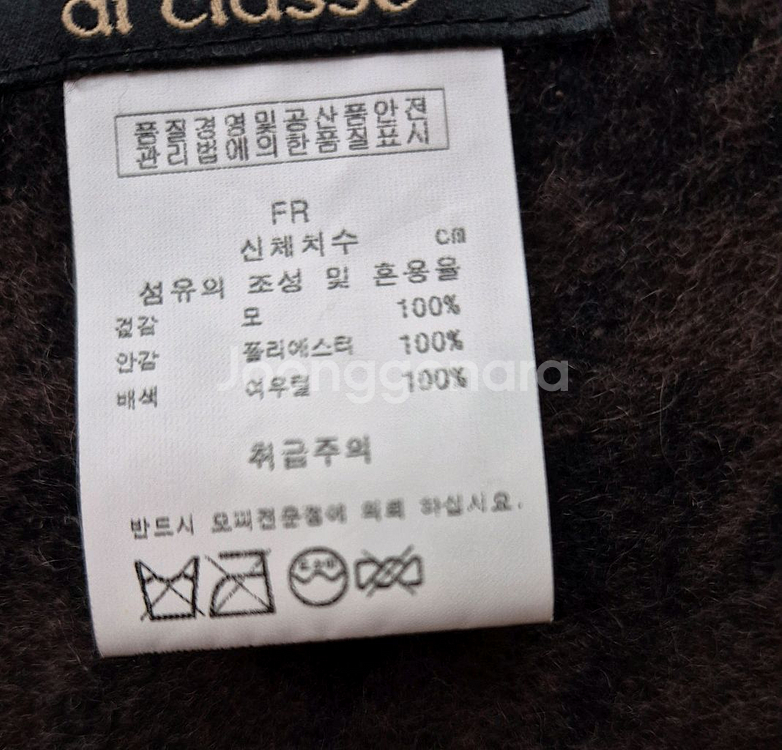 di classe
품질경영및공산품안전
관리법에의한품질표시
FR
신체치수 cm
섬유의 조성 및 혼용율
겉감 모 100%
안감 폴리에스터 100%
배색 여우털 100%
Joonggonara
취급주의
반드시 모피전문점에 의뢰 하십시요.